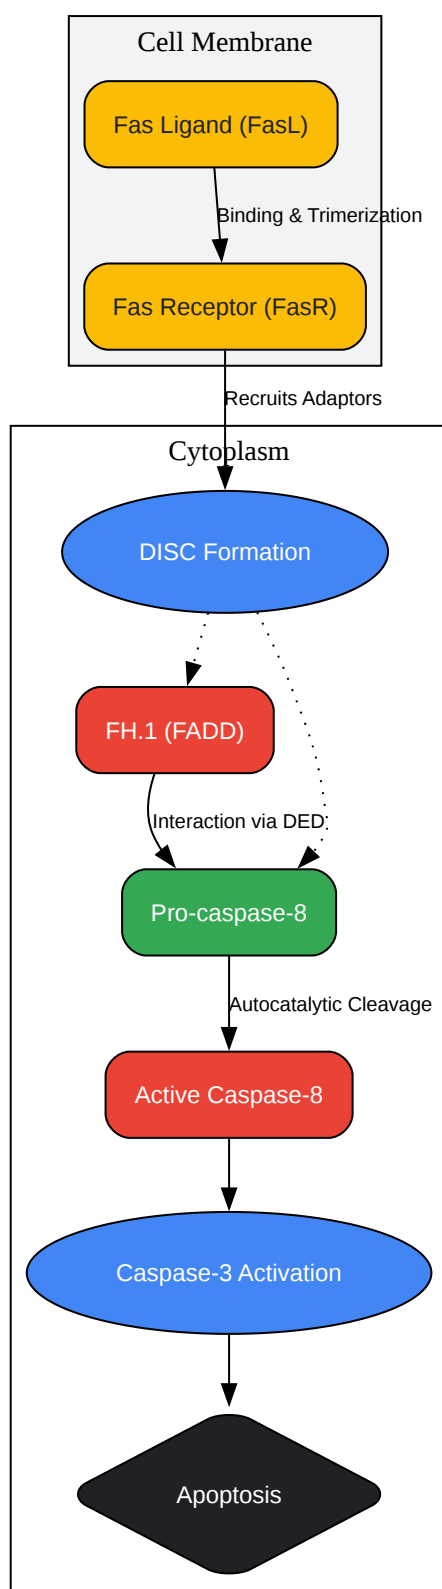 Cell Membrane
Fas Ligand (FasL)
Binding & Trimerization
Fas Receptor (FasR)
Recruits Adaptors
Cytoplasm
DISC Formation
FH.1 (FADD)
Interaction via DED
Pro-caspase-8
Autocatalytic Cleavage
Active Caspase-8
Caspase-3 Activation
Apoptosis